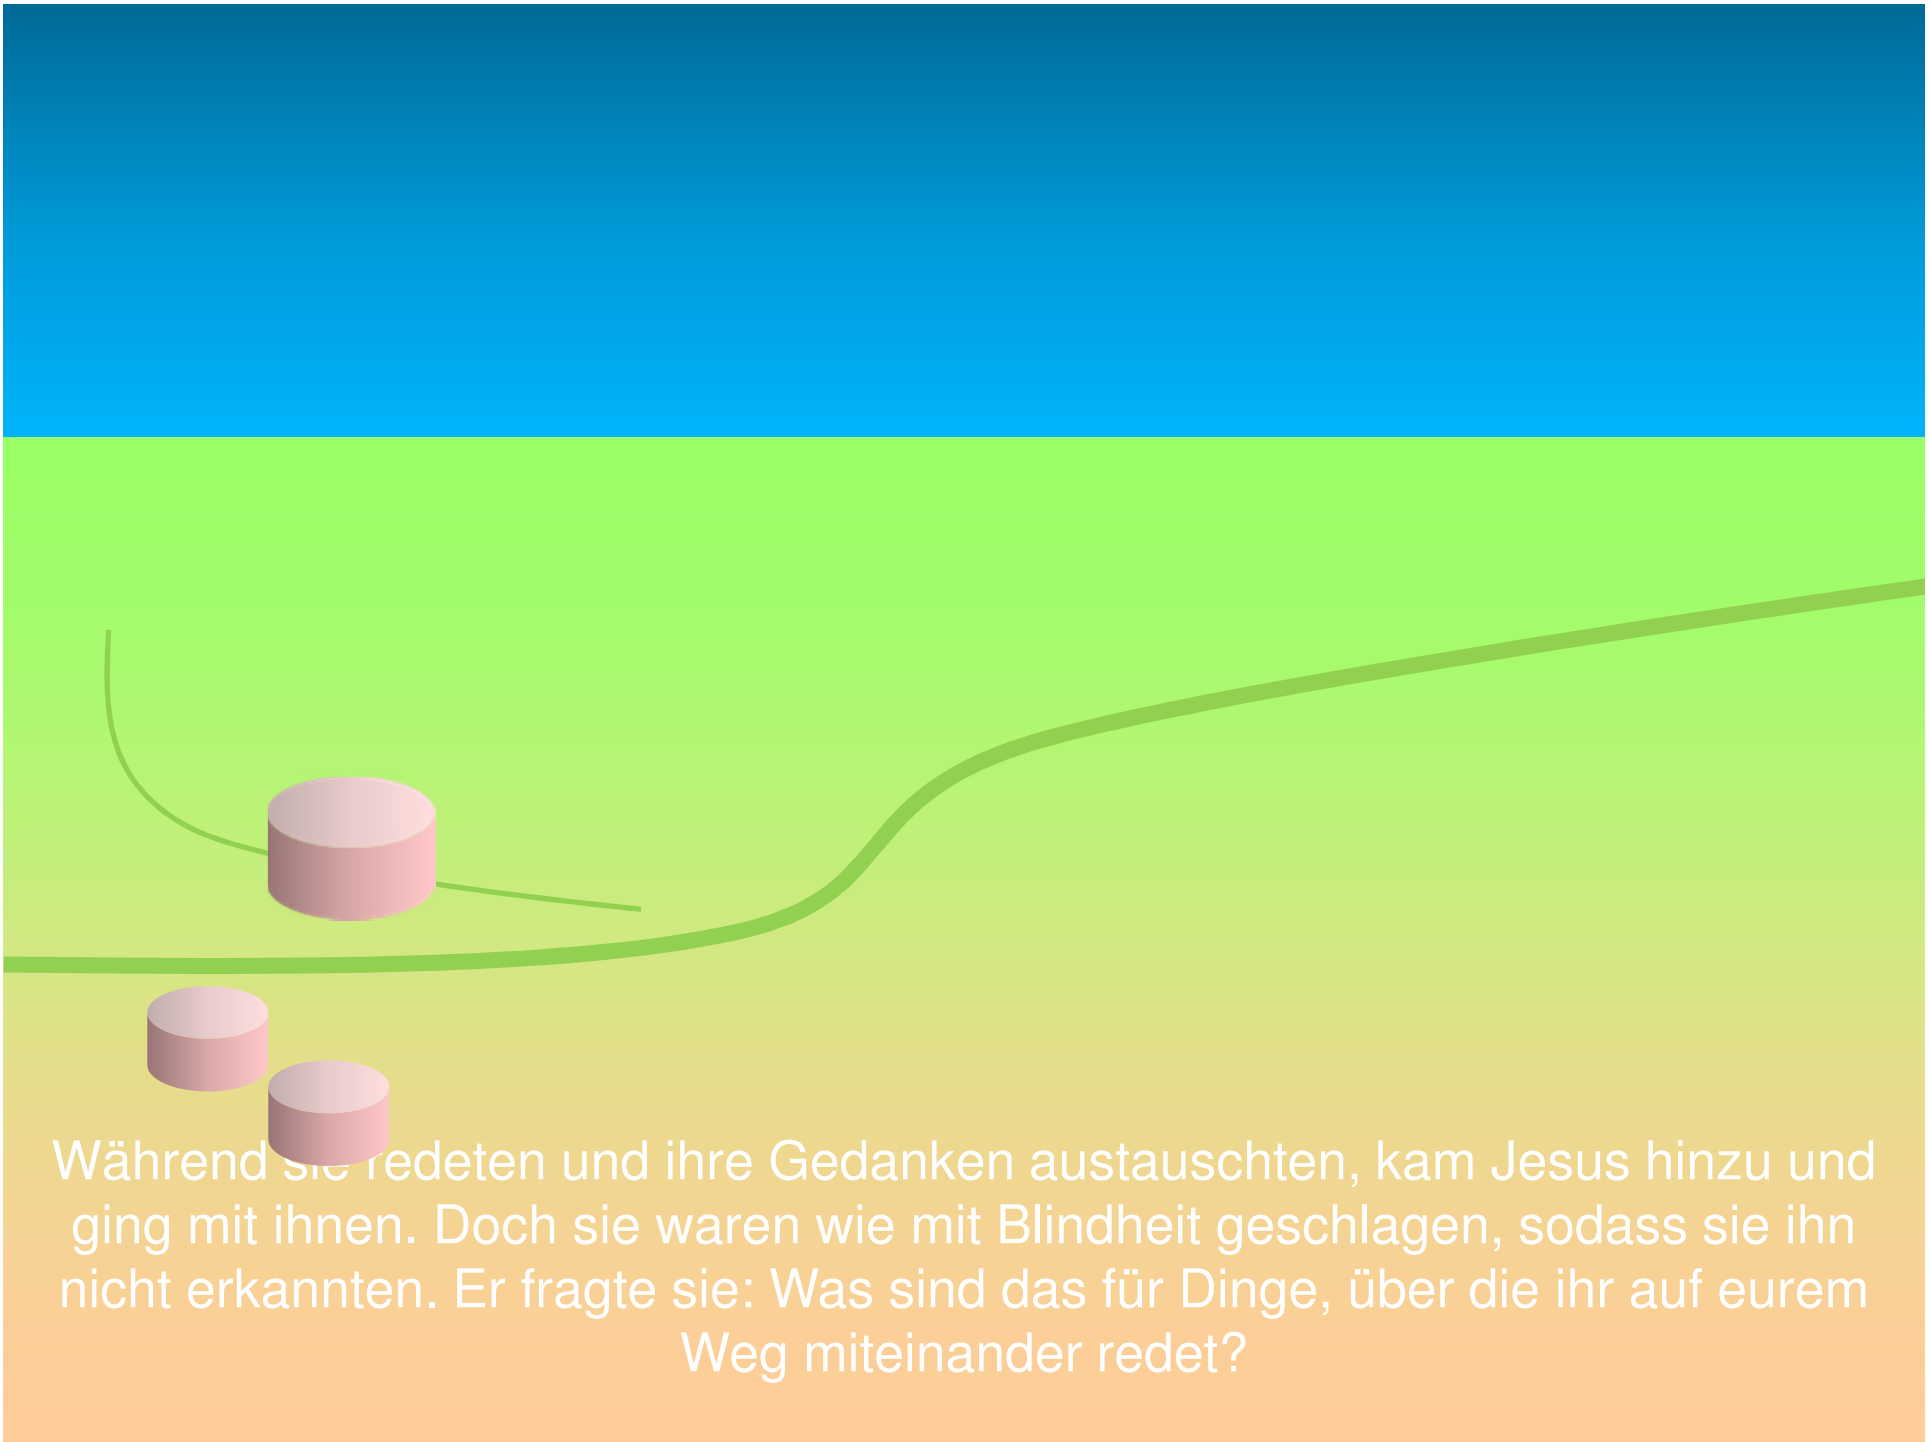 Während sie redeten und ihre Gedanken austauschten, kam Jesus hinzu und
ging mit ihnen. Doch sie waren wie mit Blindheit geschlagen, sodass sie ihn
nicht erkannten. Er fragte sie: Was sind das für Dinge, über die ihr auf eurem
Weg miteinander redet?